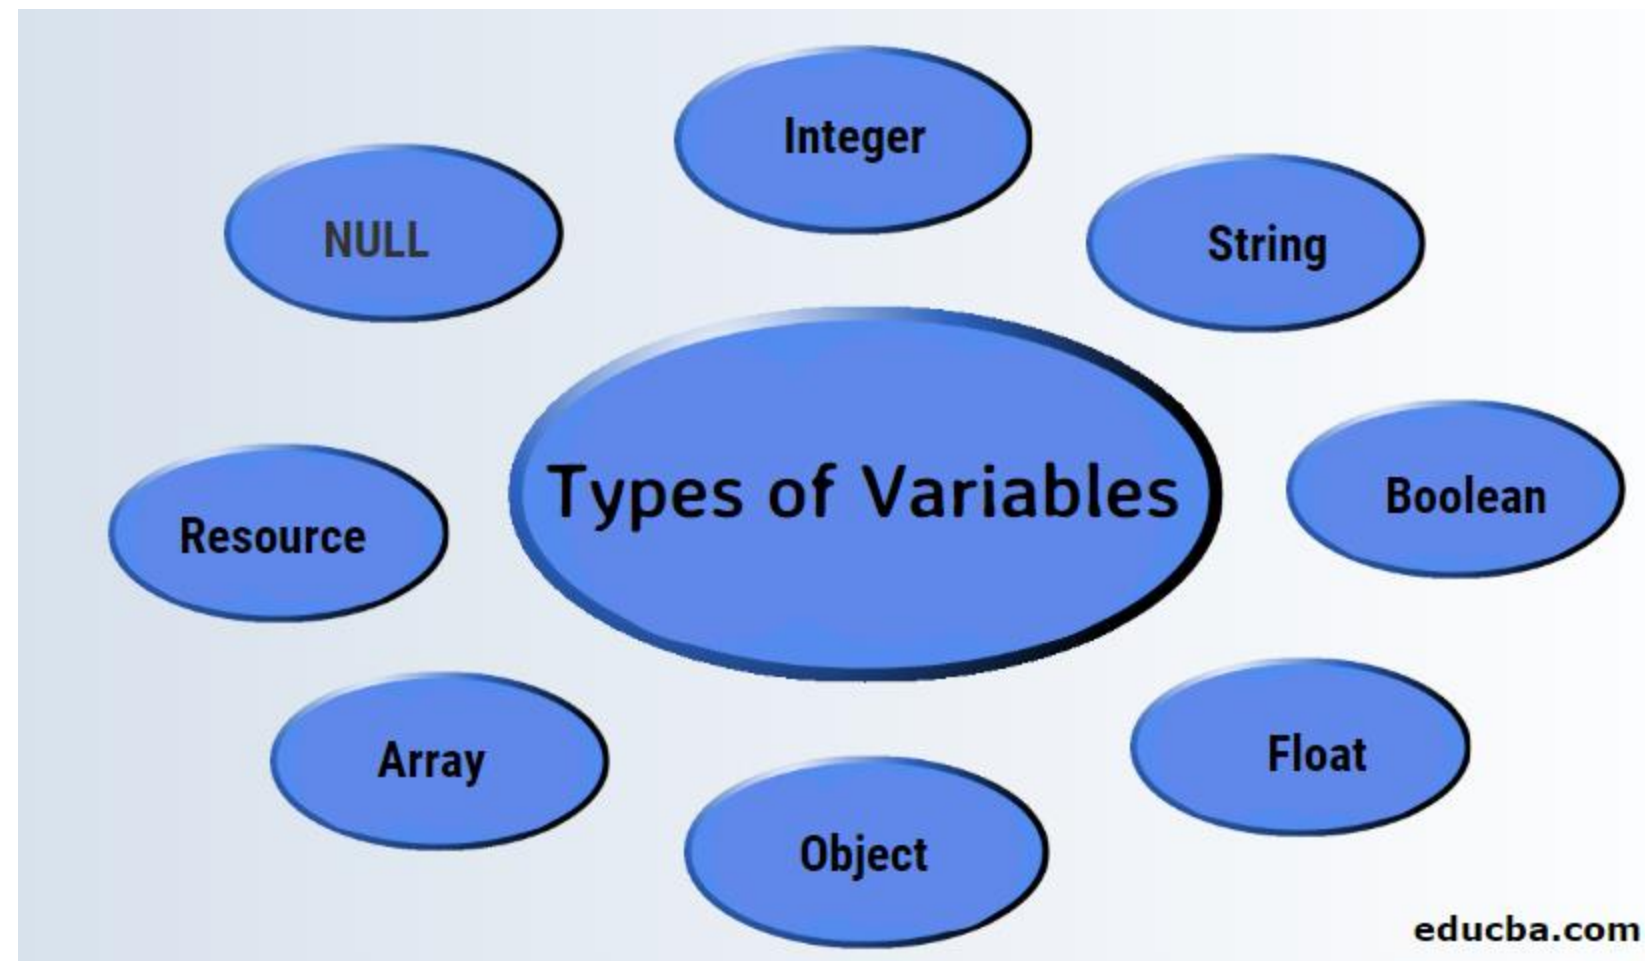 Integer
NULL
String
Types of Variables
Boolean
Resource
Float
Array
Object
educba.com